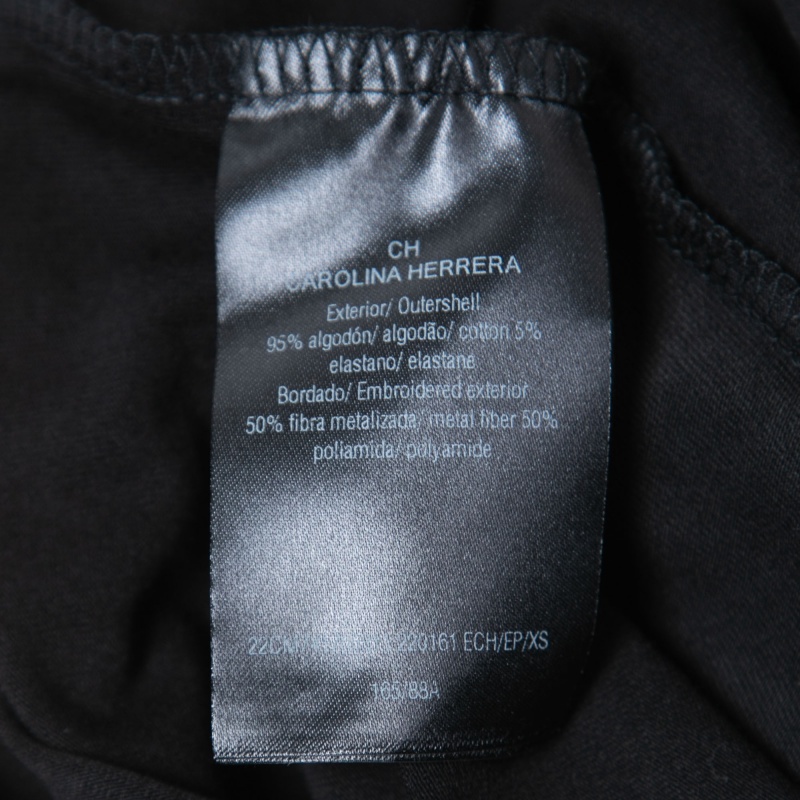 CH
CAROLINA HERRERA
Exterior/ Outershell
95% algodón/ algodão/ cotton 5%
elastano/ elastane
Bordado/ Embroidered exterior
50% fibra metalizada/ metal fiber 50%
poliamida/ polyamide
220161 ECH/EP/XS
165/88A